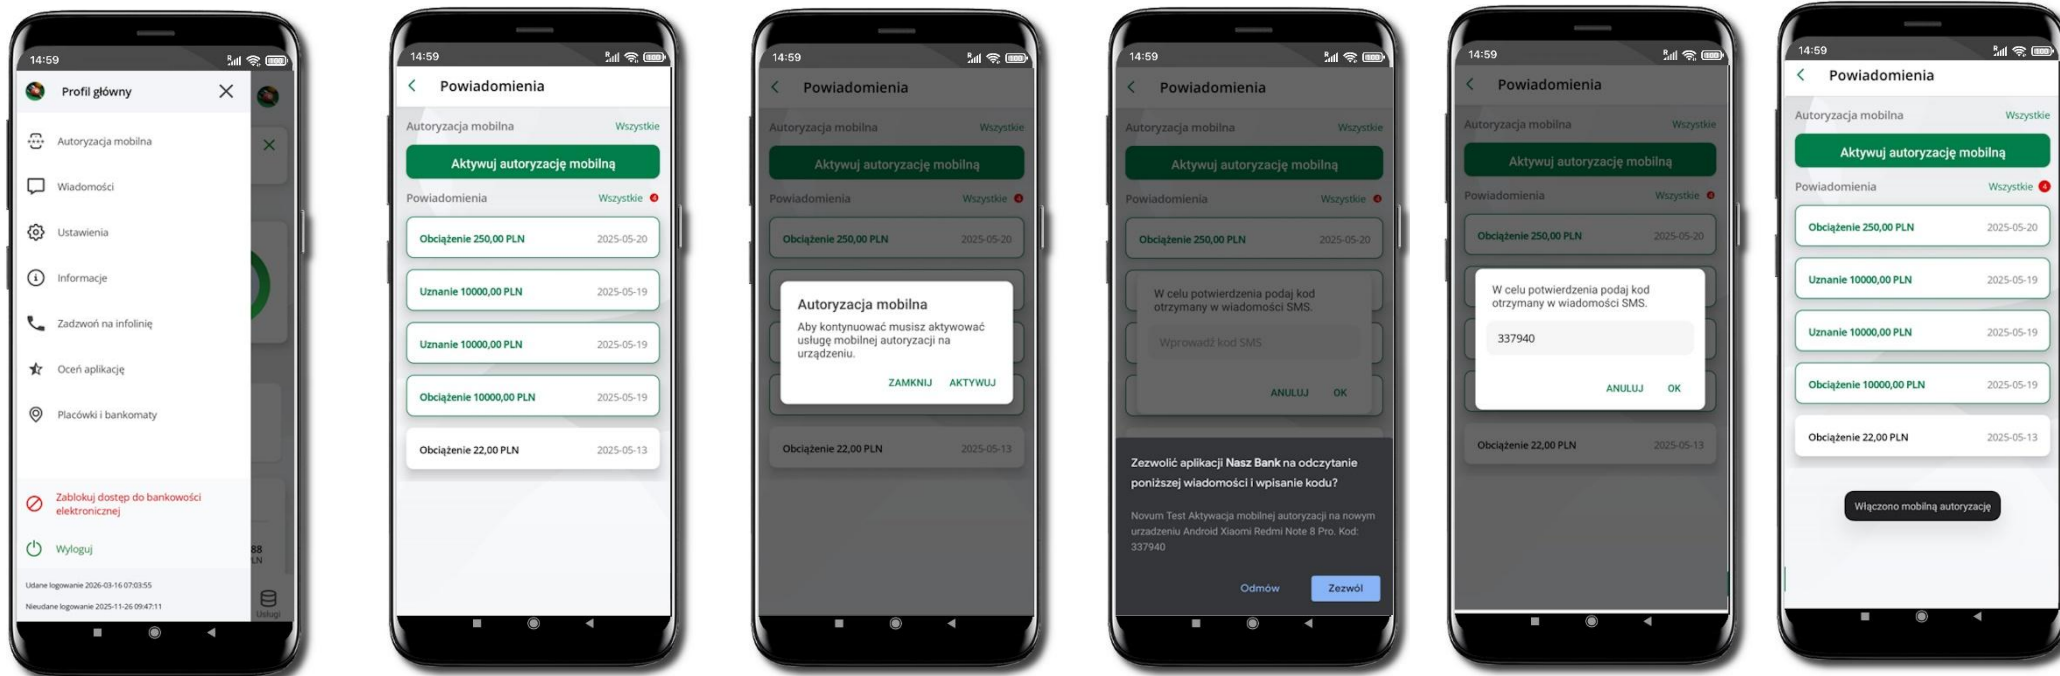 14:59
Profil główny
Autoryzacja mobilna
Wiadomości
Ustawienia
Informacje
Zadzwoń na infolinię
Oceń aplikację
Placówki i bankomaty
Zablokuj dostęp do bankowości
elektronicznej
Wyloguj
88
LN
Udane logowanie 2026-03-16 07:03:55
Nieudane logowanie 2025-11-26 09:47:11
Usługi
14:59
Powiadomienia
Autoryzacja mobilna Wszystkie
Aktywuj autoryzację mobilną
Powiadomienia Wszystkie 4
Obciążenie 250,00 PLN 2025-05-20
Uznanie 10000,00 PLN 2025-05-19
Uznanie 10000,00 PLN 2025-05-19
Obciążenie 10000,00 PLN 2025-05-19
Obciążenie 22,00 PLN 2025-05-13
14:59
Powiadomienia
Autoryzacja mobilna Wszystkie
Aktywuj autoryzację mobilną
Powiadomienia Wszystkie 4
Obciążenie 250,00 PLN 2025-05-20
Autoryzacja mobilna
Aby kontynuować musisz aktywować
usługę mobilnej autoryzacji na
urządzeniu.
ZAMKNIJ AKTYWUJ
Obciążenie 22,00 PLN 2025-05-13
14:59
Powiadomienia
Autoryzacja mobilna Wszystkie
Aktywuj autoryzację mobilną
Powiadomienia Wszystkie 4
Obciążenie 250,00 PLN 2025-05-20
W celu potwierdzenia podaj kod
otrzymany w wiadomości SMS.
Wprowadź kod SMS
ANULUJ OK
Zezwolić aplikacji Nasz Bank na odczytanie
poniższej wiadomości i wpisanie kodu?
Novum Test Aktywacja mobilnej autoryzacji na nowym
urzadzeniu Android Xiaomi Redmi Note 8 Pro. Kod:
337940
Odmów Zezwól
14:59
Powiadomienia
Autoryzacja mobilna Wszystkie
Aktywuj autoryzację mobilną
Powiadomienia Wszystkie 4
Obciążenie 250,00 PLN 2025-05-20
W celu potwierdzenia podaj kod
otrzymany w wiadomości SMS.
337940
ANULUJ OK
Obciążenie 22,00 PLN 2025-05-13
14:59
Powiadomienia
Autoryzacja mobilna Wszystkie
Aktywuj autoryzację mobilną
Powiadomienia Wszystkie 4
Obciążenie 250,00 PLN 2025-05-20
Uznanie 10000,00 PLN 2025-05-19
Uznanie 10000,00 PLN 2025-05-19
Obciążenie 10000,00 PLN 2025-05-19
Obciążenie 22,00 PLN 2025-05-13
Włączono mobilną autoryzację